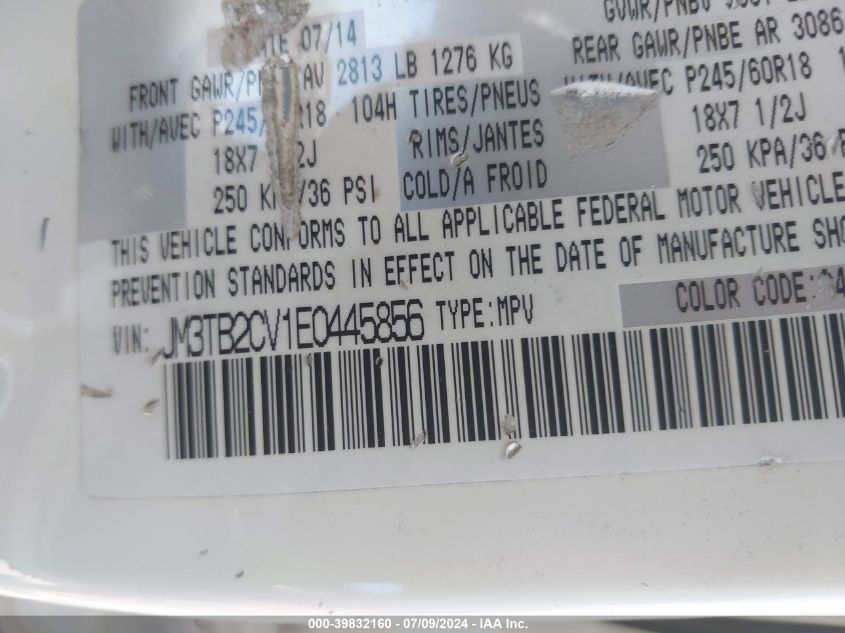 07/14
FRONT GAWR/PNBE AV 2813 LB 1276 KG
WITH/AVEC P245/ R18 104H TIRES/PNEUS
18X7 2J RIMS/JANTES
250 KPA/36 PSI COLD/A FROID
GVWR/PNBV
REAR GAWR/PNBE AR 3086
WITH/AVEC P245/60R18
18X7 1/2J
250 KPA/36
THIS VEHICLE CONFORMS TO ALL APPLICABLE FEDERAL MOTOR VEHICLE
PREVENTION STANDARDS IN EFFECT ON THE DATE OF MANUFACTURE SHO
VIN: JM3TB2CV1E0445856 TYPE:MPV
COLOR CODE:
000-39832160 - 07/09/2024 - IAA Inc.